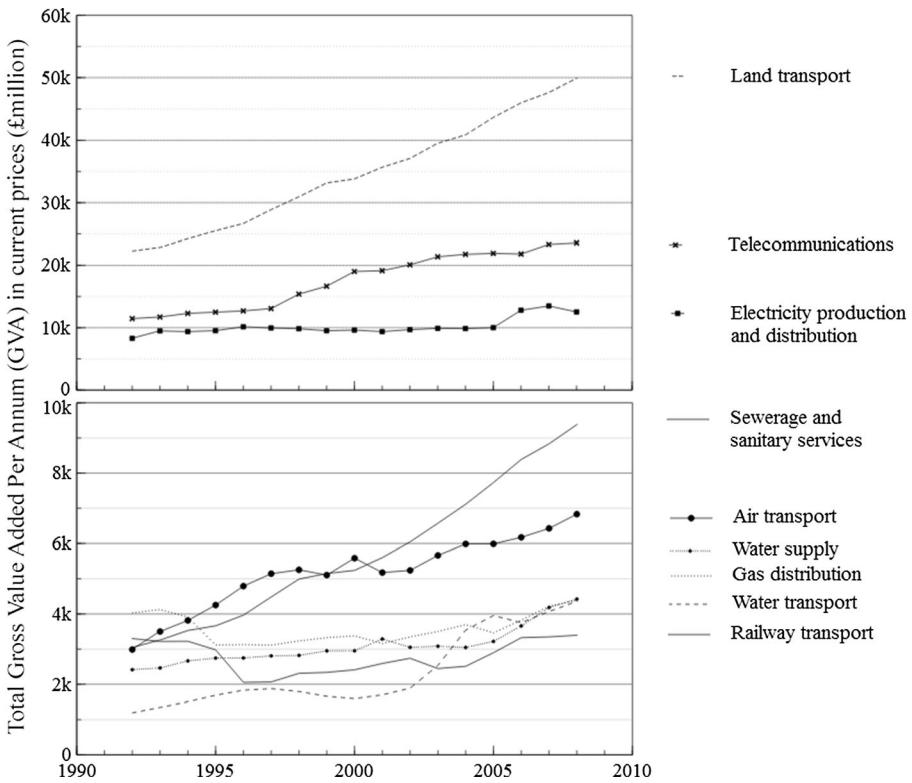 Total Gross Value Added Per Annum (GVA) in current prices (£million)
60k
50k
40k
30k
20k
10k
0
10k
8k
6k
4k
2k
0
1990
1995
2000
2005
2010
Land transport
Telecommunications
Electricity production
and distribution
Sewerage and
sanitary services
Air transport
Water supply
Gas distribution
Water transport
Railway transport